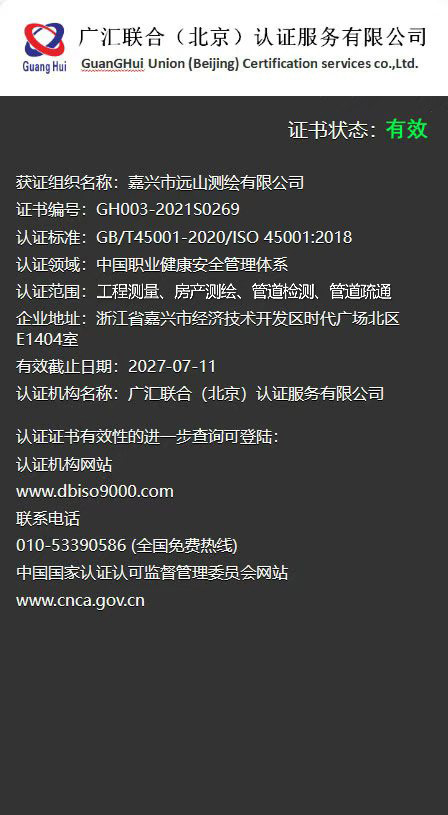 广汇联合（北京）认证服务有限公司
Guang Hui
GuanGHui Union (Beijing) Certification services co.,Ltd.
证书状态：有效
获证组织名称：嘉兴市远山测绘有限公司
证书编号：GH003-2021S0269
认证标准：GB/T45001-2020/ISO 45001:2018
认证领域：中国职业健康安全管理体系
认证范围：工程测量、房产测绘、管道检测、管道疏通
企业地址：浙江省嘉兴市经济技术开发区时代广场北区
E1404室
有效截止日期：2027-07-11
认证机构名称：广汇联合（北京）认证服务有限公司
认证证书有效性的进一步查询可登陆：
认证机构网站
www.dbiso9000.com
联系电话
010-53390586 (全国免费热线)
中国国家认证认可监督管理委员会网站
www.cnca.gov.cn